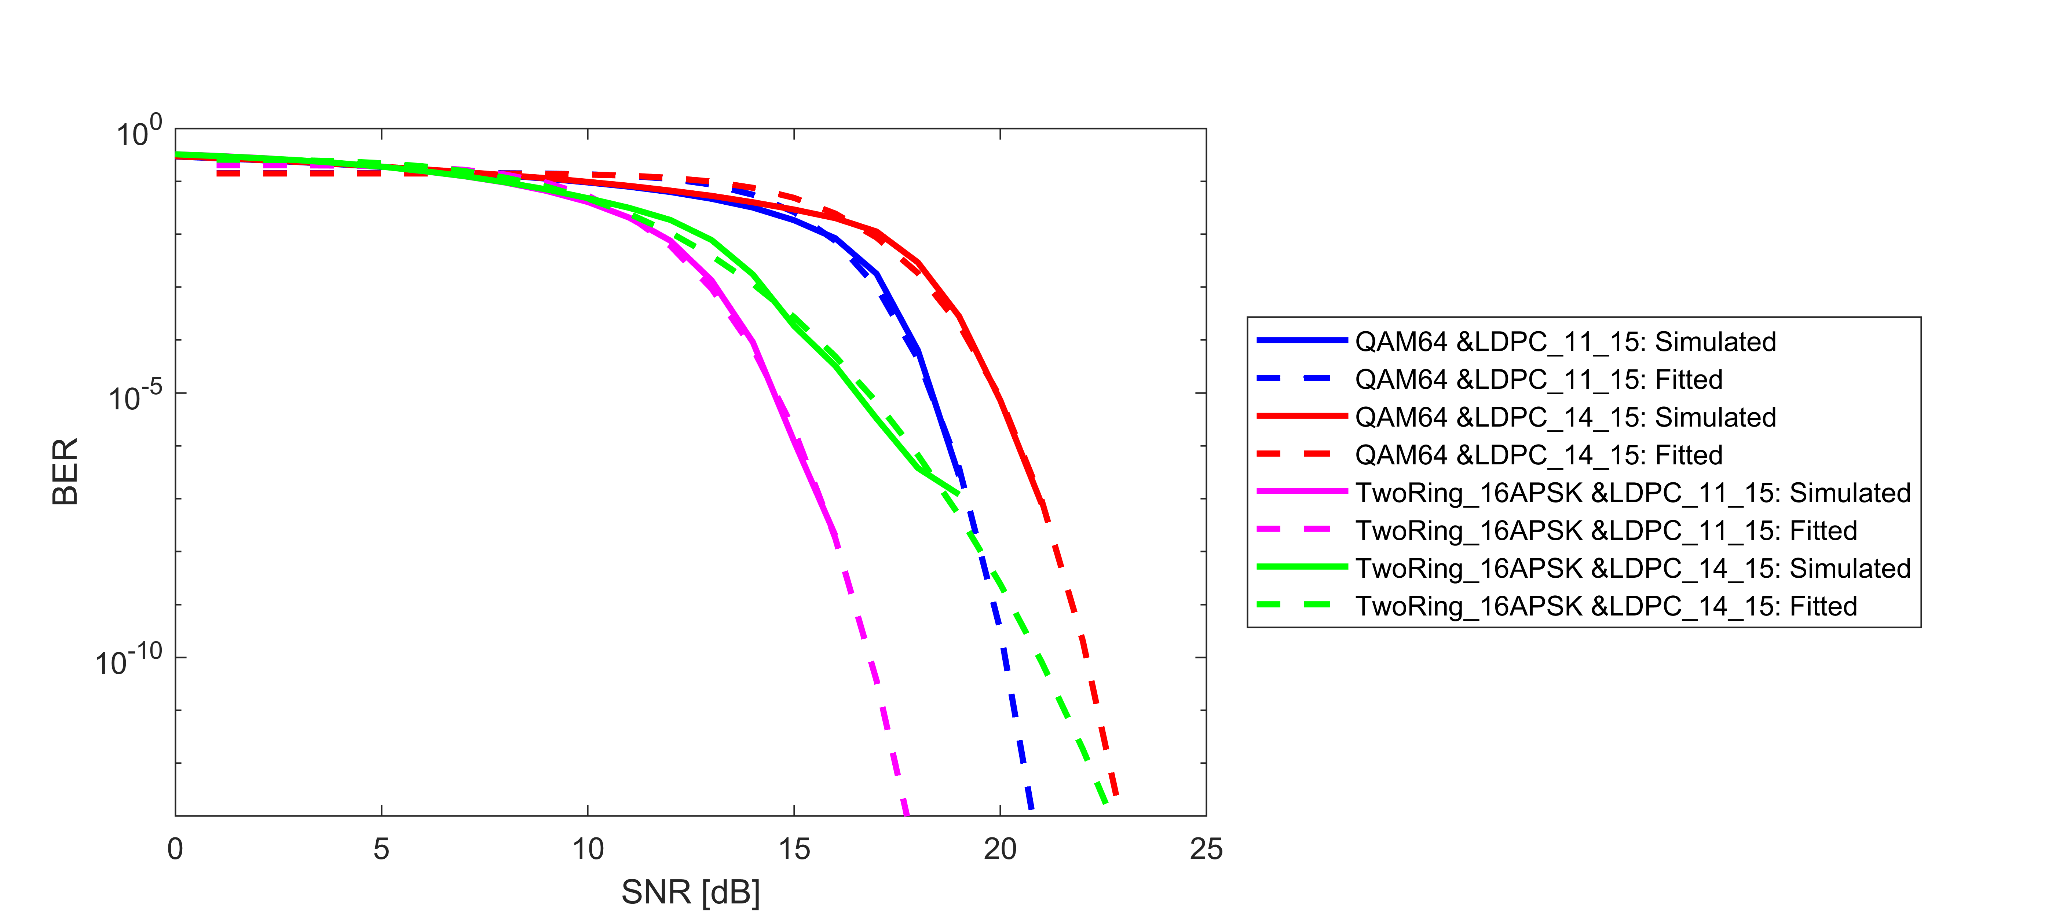 10^0
10^-5
10^-10
BER
0 5 10 15 20 25
SNR [dB]
QAM64 &LDPC_11_15: Simulated
QAM64 &LDPC_11_15: Fitted
QAM64 &LDPC_14_15: Simulated
QAM64 &LDPC_14_15: Fitted
TwoRing_16APSK &LDPC_11_15: Simulated
TwoRing_16APSK &LDPC_11_15: Fitted
TwoRing_16APSK &LDPC_14_15: Simulated
TwoRing_16APSK &LDPC_14_15: Fitted